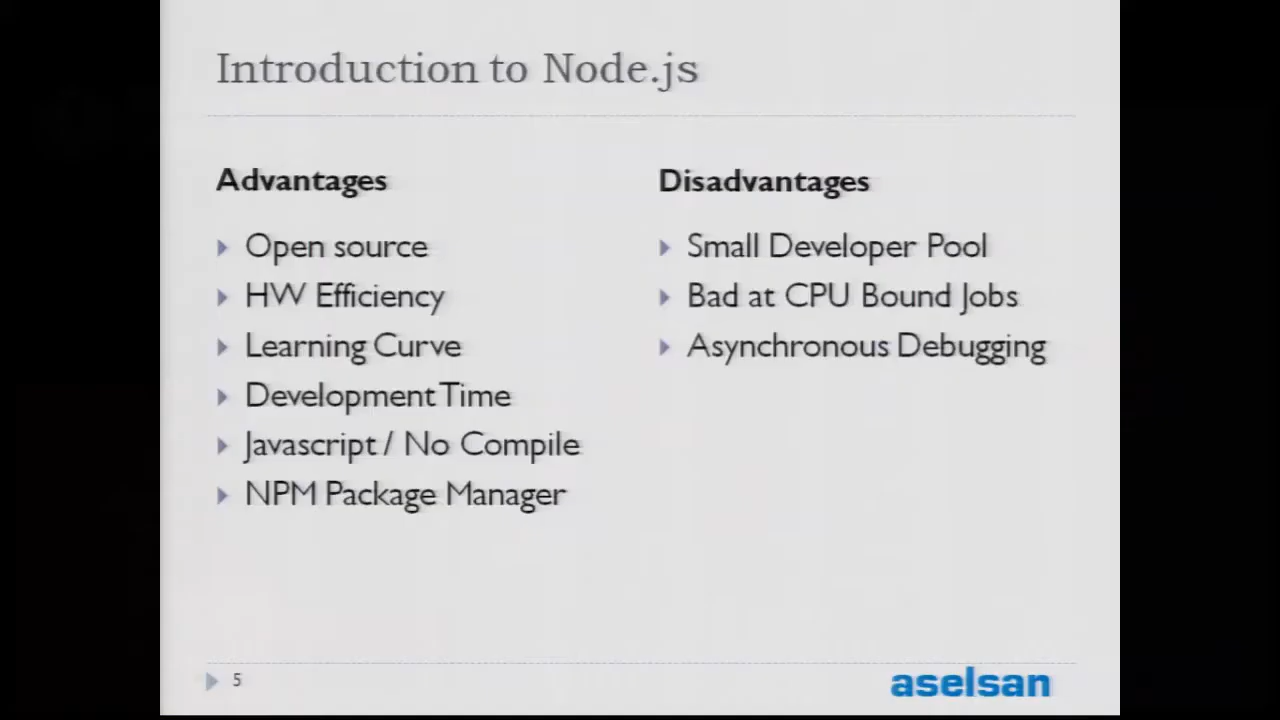 Introduction to Node.js
Advantages
Open source
HW Efficiency
Learning Curve
Development Time
Javascript / No Compile
NPM Package Manager
Disadvantages
Small Developer Pool
Bad at CPU Bound Jobs
Asynchronous Debugging
5
aselsan